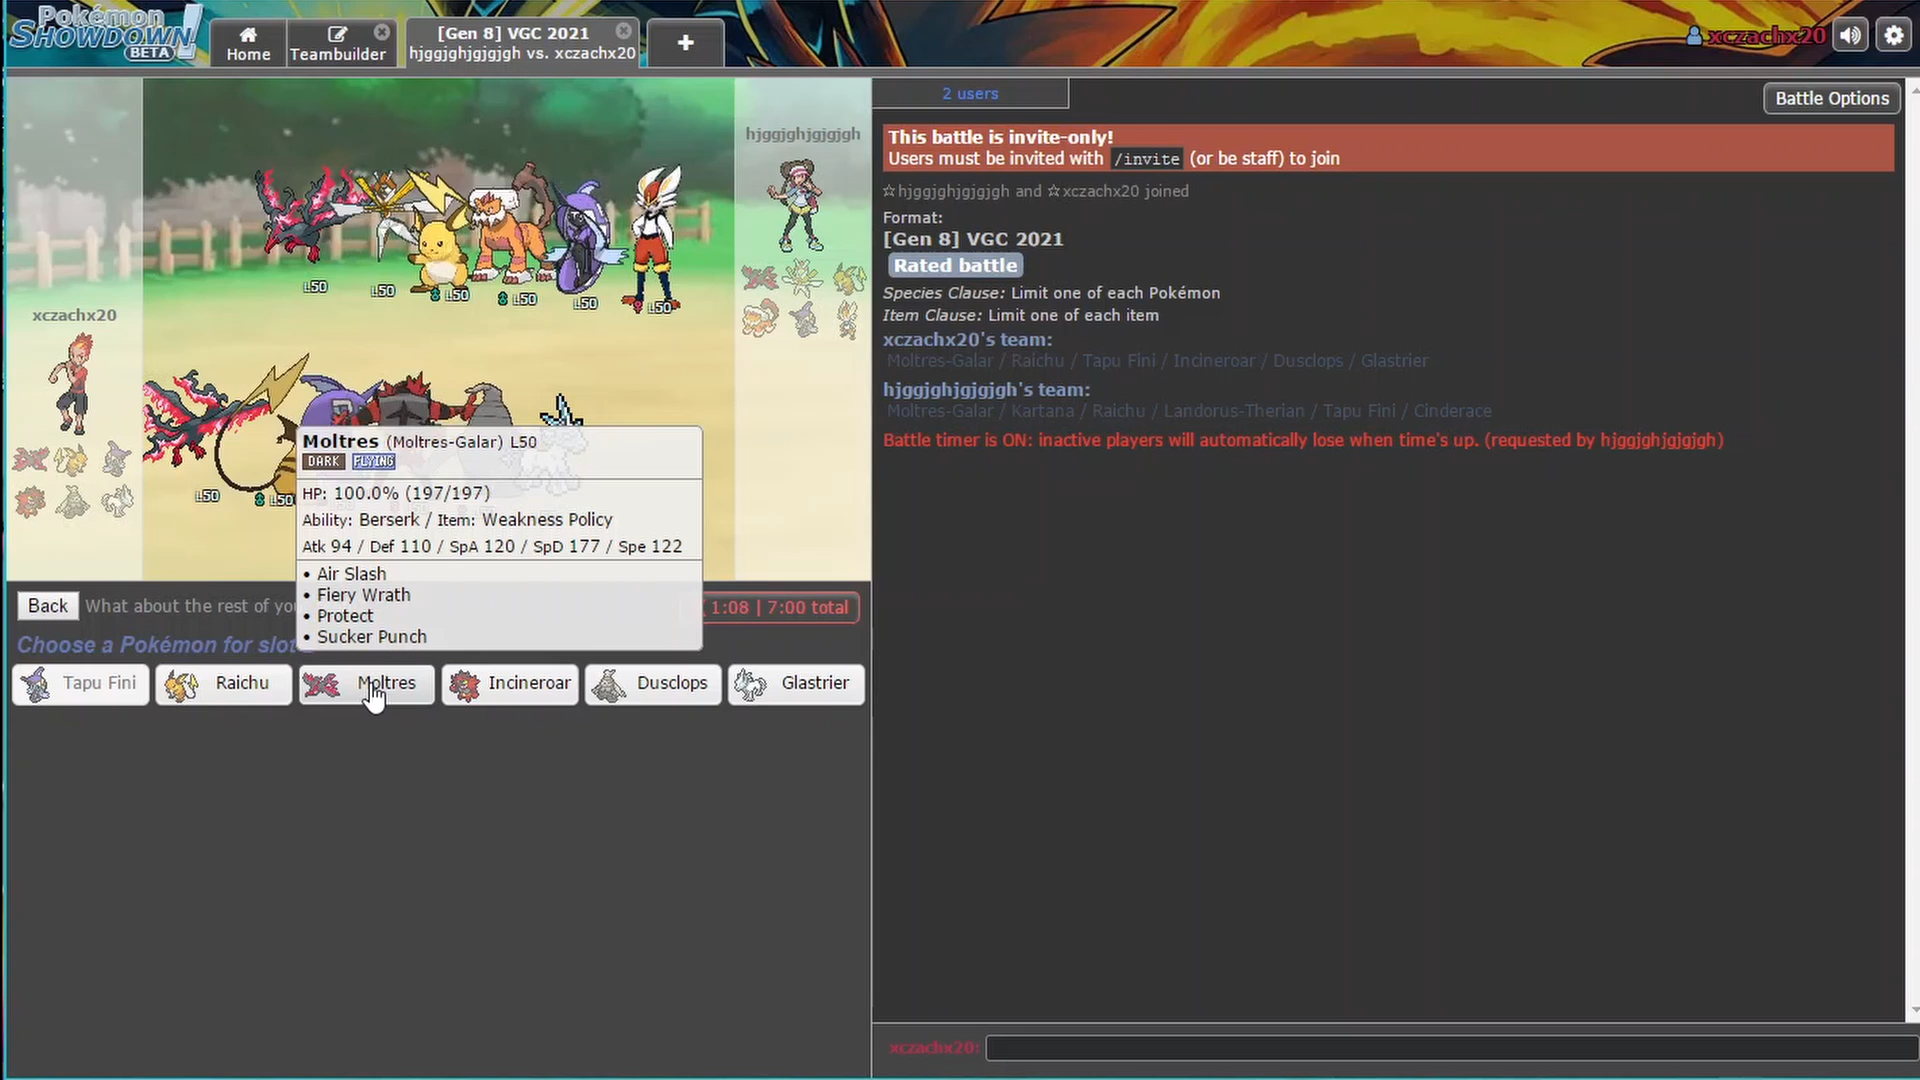 Pokémon
SHOWDOWN!
BETA
Home
Teambuilder
[Gen 8] VGC 2021
hjggjghjgjgjgh vs. xczachx20
+
xczachx20
hjggjghjgjgjgh
xczachx20
L50
L50
L50
L50
L50
L50
L50
L50
Moltres (Moltres-Galar) L50
DARK FLYING
HP: 100.0% (197/197)
Ability: Berserk / Item: Weakness Policy
Atk 94 / Def 110 / SpA 120 / SpD 177 / Spe 122
• Air Slash
• Fiery Wrath
• Protect
• Sucker Punch
Back
What about the rest of
1:08 | 7:00 total
Choose a Pokémon for slot
Tapu Fini
Raichu
Moltres
Incineroar
Dusclops
Glastrier
2 users
Battle Options
This battle is invite-only!
Users must be invited with /invite (or be staff) to join
☆hjggjghjgjgjgh and ☆xczachx20 joined
Format:
[Gen 8] VGC 2021
Rated battle
Species Clause: Limit one of each Pokémon
Item Clause: Limit one of each item
xczachx20's team:
Moltres-Galar / Raichu / Tapu Fini / Incineroar / Dusclops / Glastrier
hjggjghjgjgjgh's team:
Moltres-Galar / Kartana / Raichu / Landorus-Therian / Tapu Fini / Cinderace
Battle timer is ON: inactive players will automatically lose when time's up. (requested by hjggjghjgjgjgh)
xczachx20: